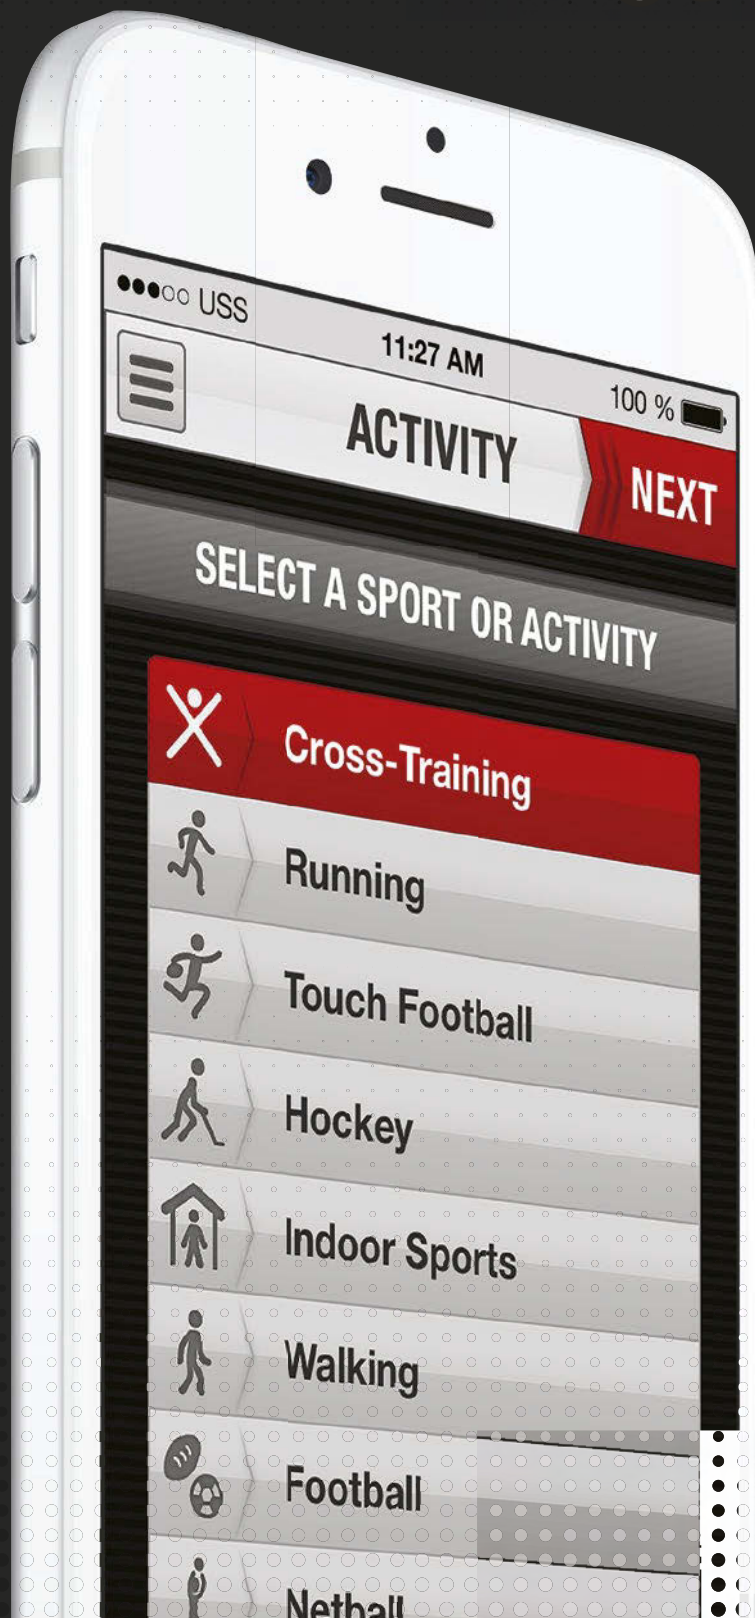 USS
11:27 AM
100 %
ACTIVITY
NEXT
SELECT A SPORT OR ACTIVITY
Cross-Training
Running
Touch Football
Hockey
Indoor Sports
Walking
Football
Netball